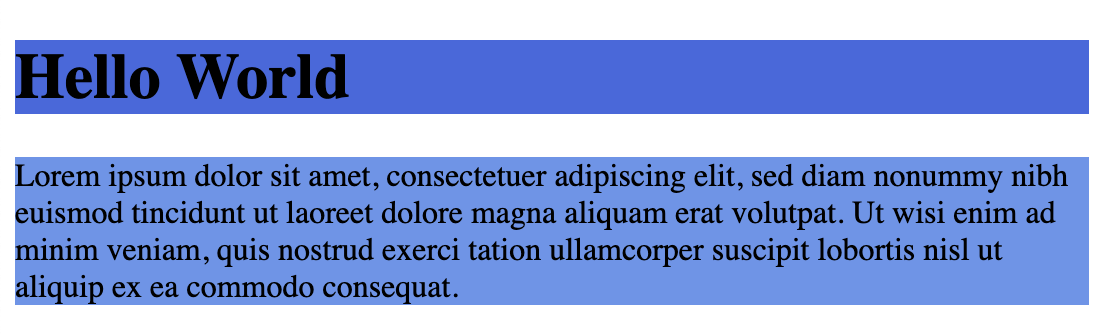 Hello World
Lorem ipsum dolor sit amet, consectetuer adipiscing elit, sed diam nonummy nibh
euismod tincidunt ut laoreet dolore magna aliquam erat volutpat. Ut wisi enim ad
minim veniam, quis nostrud exerci tation ullamcorper suscipit lobortis nisl ut
aliquip ex ea commodo consequat.